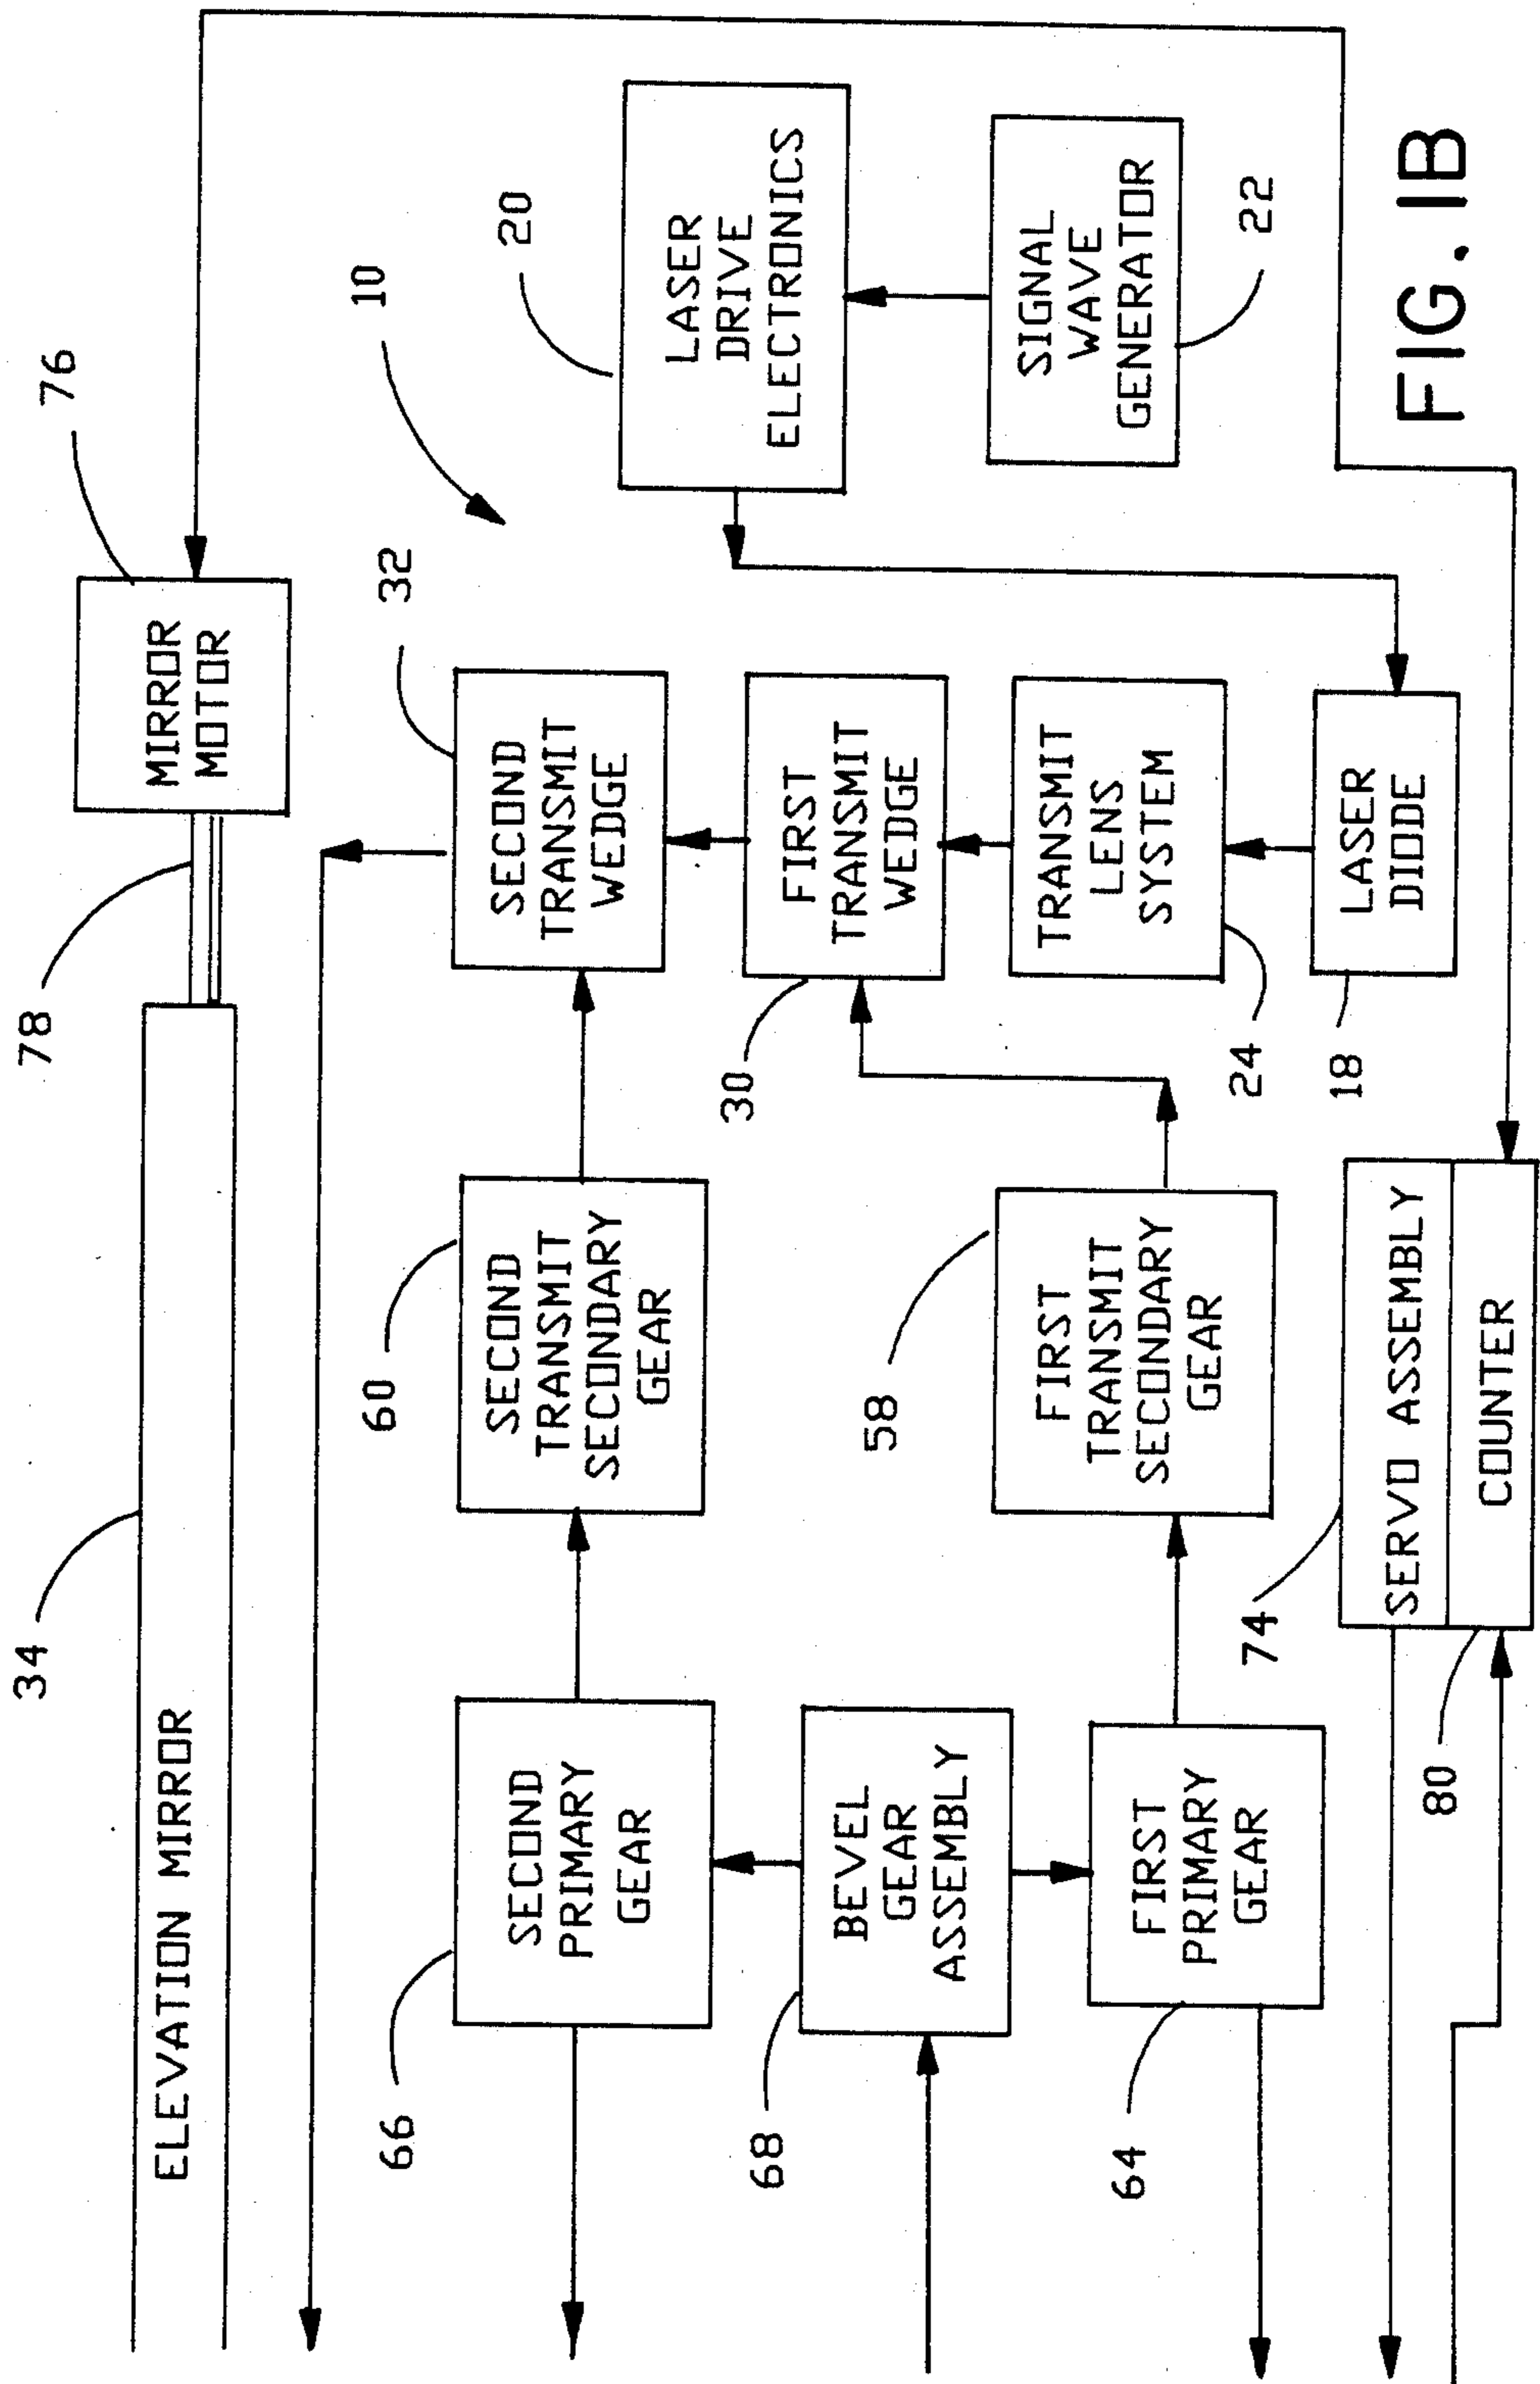 34
78
76
ELEVATION MIRROR
MIRROR
MOTOR
10
66
60
32
20
SECOND
PRIMARY
GEAR
SECOND
TRANSMIT
SECONDARY
GEAR
SECOND
TRANSMIT
WEDGE
LASER
DRIVE
ELECTRONICS
68
30
BEVEL
GEAR
ASSEMBLY
FIRST
TRANSMIT
WEDGE
58
64
FIRST
PRIMARY
GEAR
FIRST
TRANSMIT
SECONDARY
GEAR
TRANSMIT
LENS
SYSTEM
SIGNAL
WAVE
GENERATOR
24
22
74
18
SERVO ASSEMBLY
LASER
DIODE
80
COUNTER
FIG. 1B